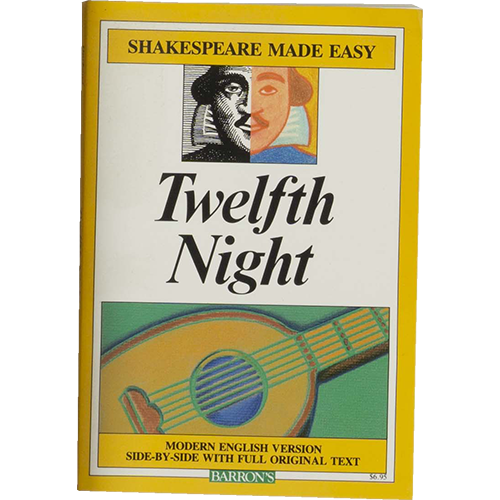 SHAKESPEARE MADE EASY
Twelfth
Night
MODERN ENGLISH VERSION
SIDE-BY-SIDE WITH FULL ORIGINAL TEXT
BARRON'S
$6.95